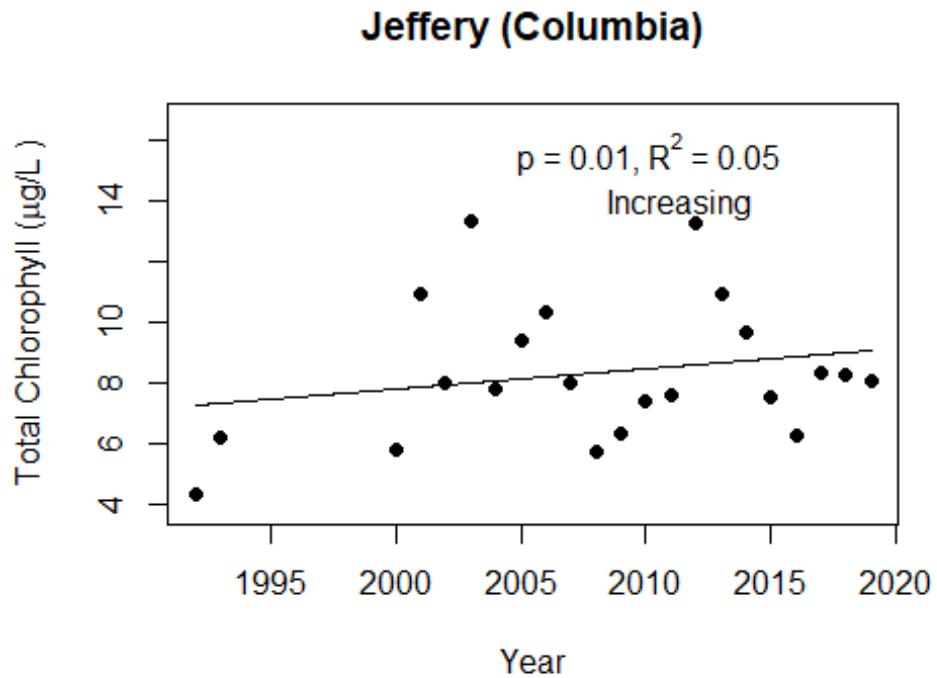 Jeffery (Columbia)
p = 0.01, R² = 0.05
Increasing
Total Chlorophyll (μg/L )
14
10
8
6
4
1995 2000 2005 2010 2015 2020
Year